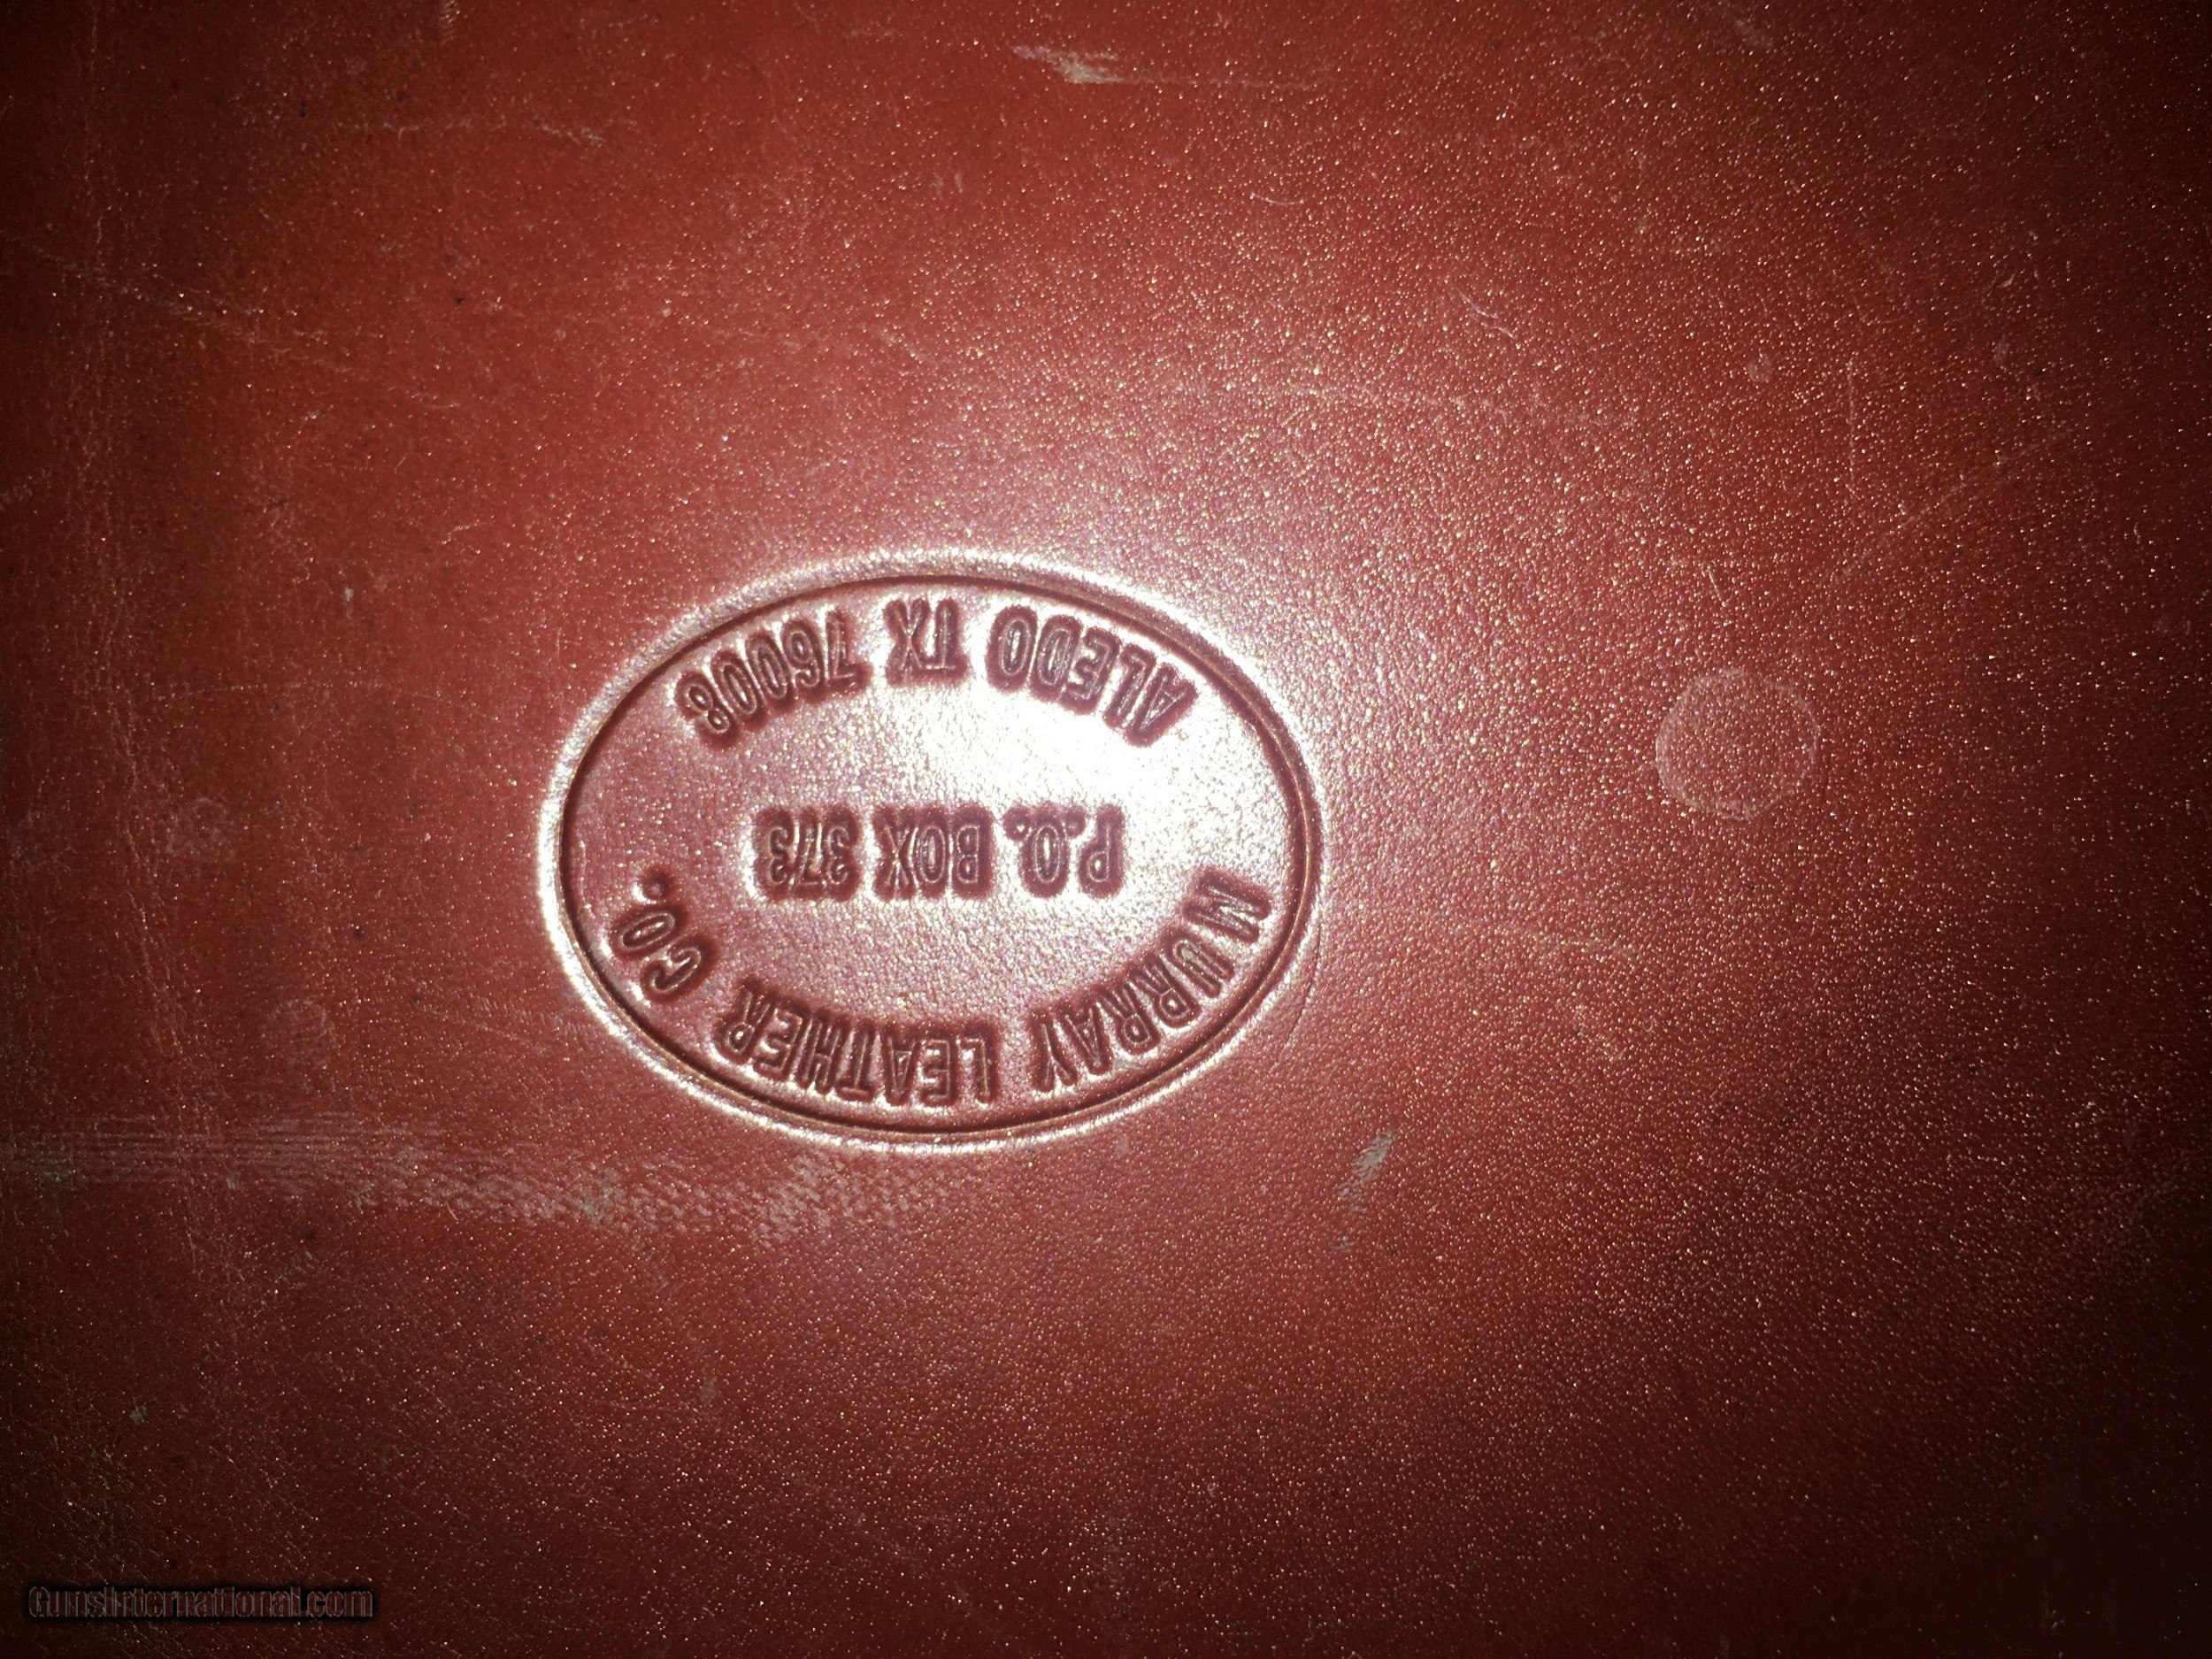 MURRAY LEATHER CO.
P.O. BOX 373
ALEDO TX 76008
GunsInternational.com